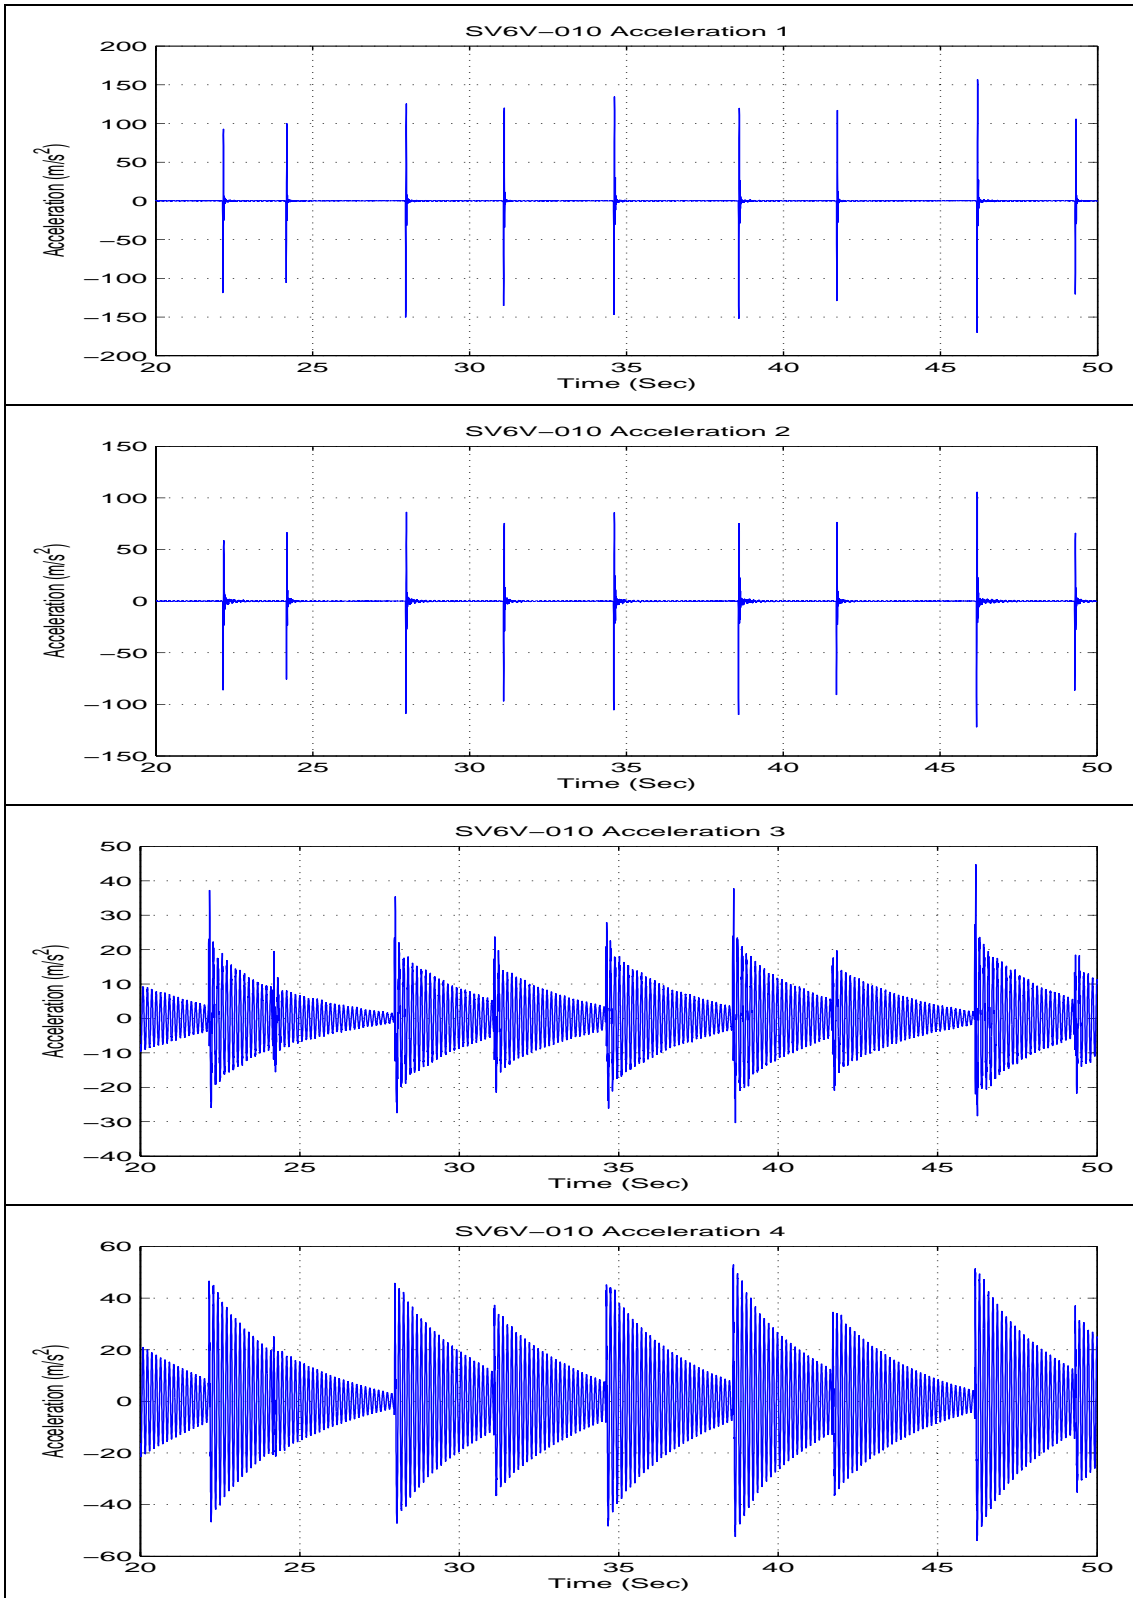 SV6V−010 Acceleration 1
200
150
100
50
0
−50
−100
−150
−200
Acceleration (m/s²)
20 25 30 35 40 45 50
Time (Sec)
SV6V−010 Acceleration 2
150
100
50
0
−50
−100
−150
Acceleration (m/s²)
20 25 30 35 40 45 50
Time (Sec)
SV6V−010 Acceleration 3
50
40
30
20
10
0
−10
−20
−30
−40
Acceleration (m/s²)
20 25 30 35 40 45 50
Time (Sec)
SV6V−010 Acceleration 4
60
40
20
0
−20
−40
−60
Acceleration (m/s²)
20 25 30 35 40 45 50
Time (Sec)